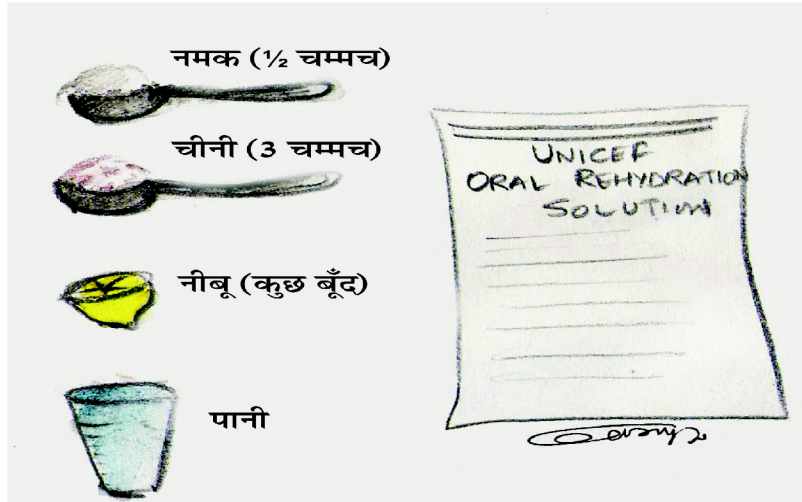 नमक (½ चम्मच)
चीनी (3 चम्मच)
नीबू (कुछ बूँद)
पानी
UNICEF
ORAL REHYDRATION
SOLUTION